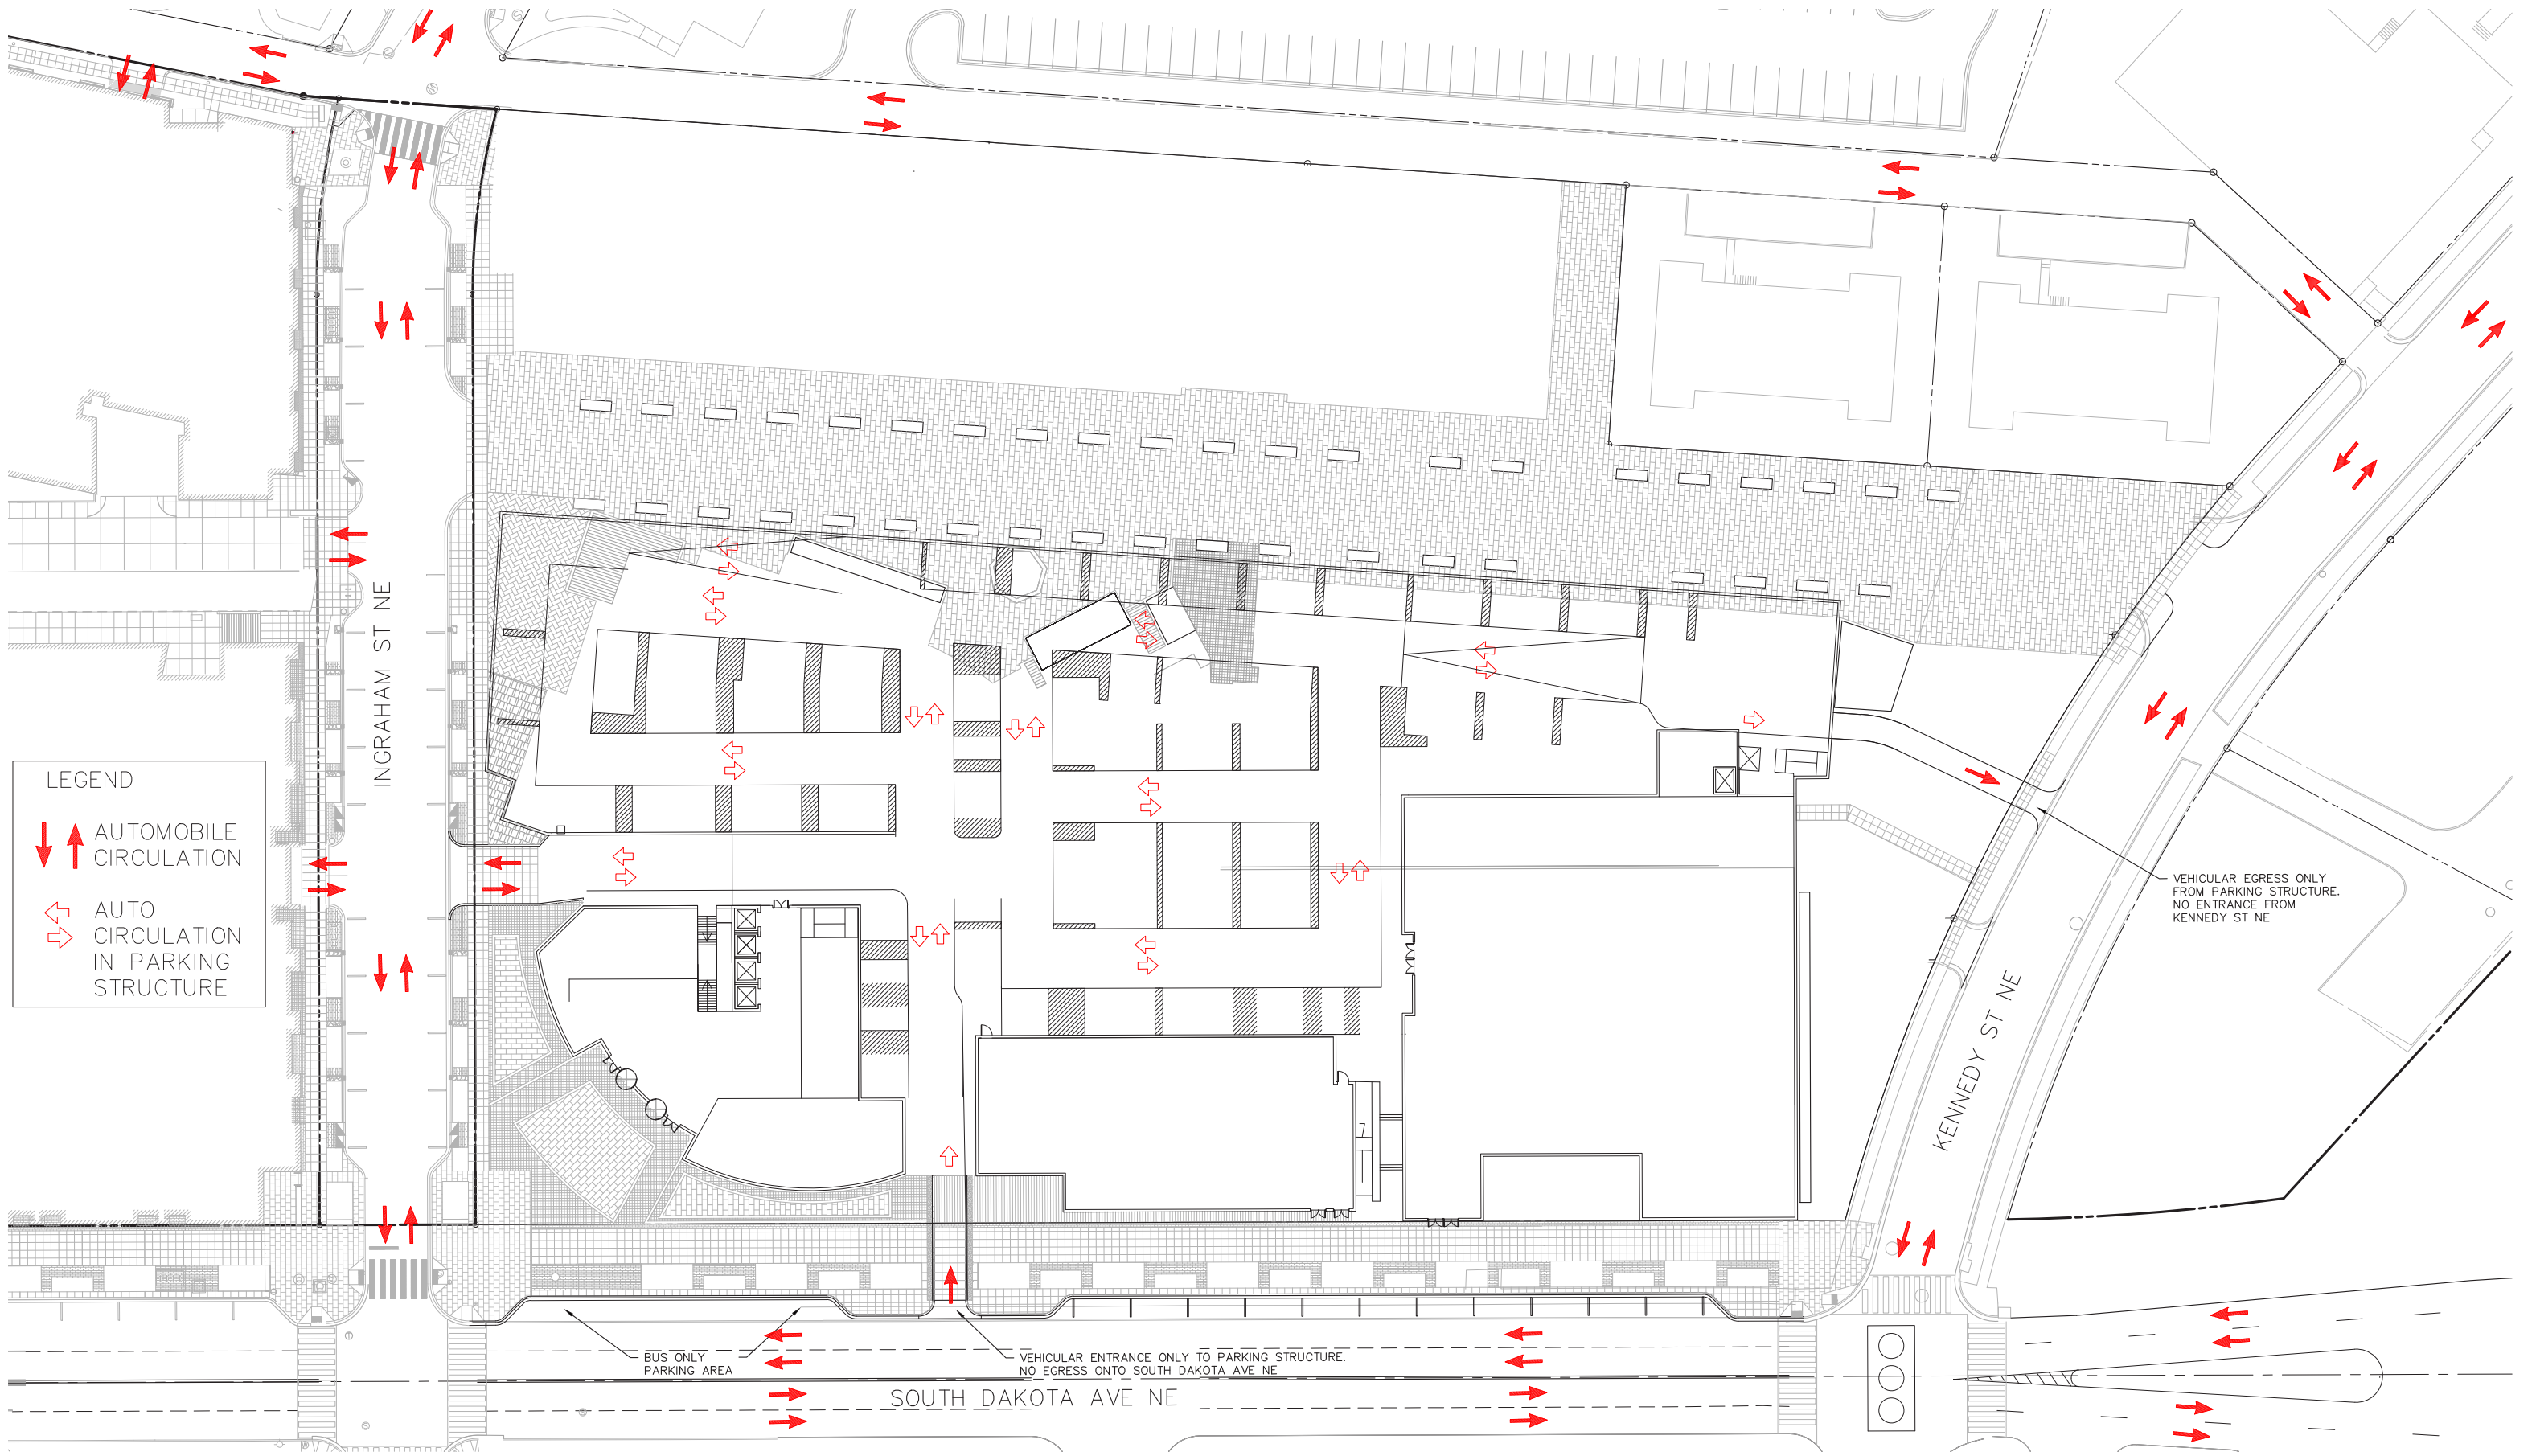 INGRAHAM ST NE
LEGEND
AUTOMOBILE
CIRCULATION
AUTO
CIRCULATION
IN PARKING
STRUCTURE
VEHICULAR EGRESS ONLY
FROM PARKING STRUCTURE.
NO ENTRANCE FROM
KENNEDY ST NE
KENNEDY ST NE
BUS ONLY
PARKING AREA
VEHICULAR ENTRANCE ONLY TO PARKING STRUCTURE.
NO EGRESS ONTO SOUTH DAKOTA AVE NE
SOUTH DAKOTA AVE NE